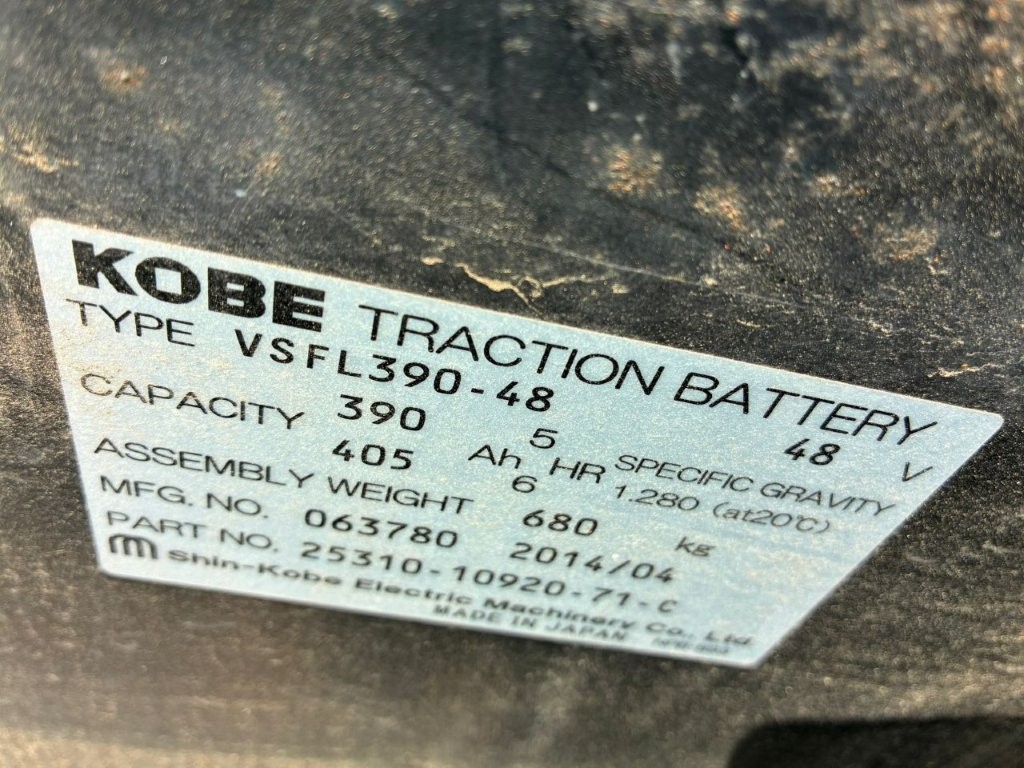 KOBE TRACTION BATTERY
TYPE VSFL390-48 48 V
CAPACITY 390 Ah 5 HR SPECIFIC GRAVITY
405 6 1.280 (at20℃)
ASSEMBLY WEIGHT 680 kg
MFG. NO. 063780 2014/04
PART NO. 25310-10920-71-C
Shin-Kobe Electric Machinery Co., Ltd.
MADE IN JAPAN